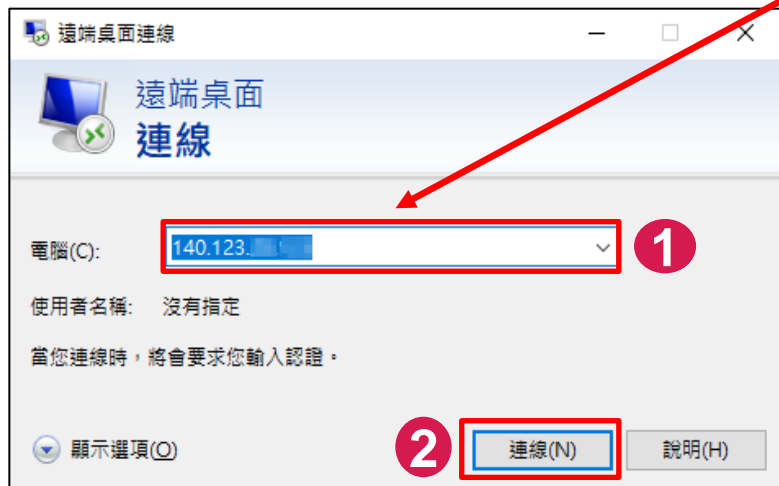 遠端桌面連線
遠端桌面
連線
電腦(C):
140.123.
1
使用者名稱: 沒有指定
當您連線時，將會要求您輸入認證。
顯示選項(O)
2
連線(N)
說明(H)